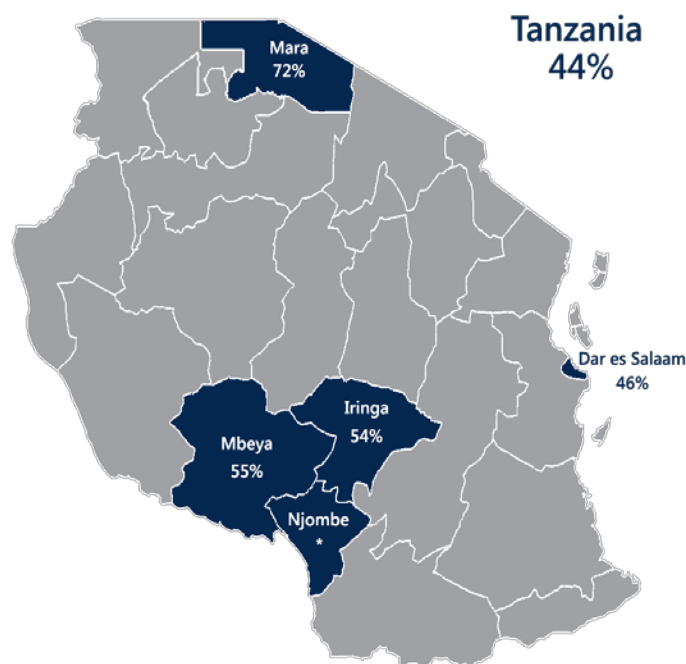 Tanzania
44%
Mara
72%
Dar es Salaam
46%
Iringa
54%
Mbeya
55%
Njombe
*